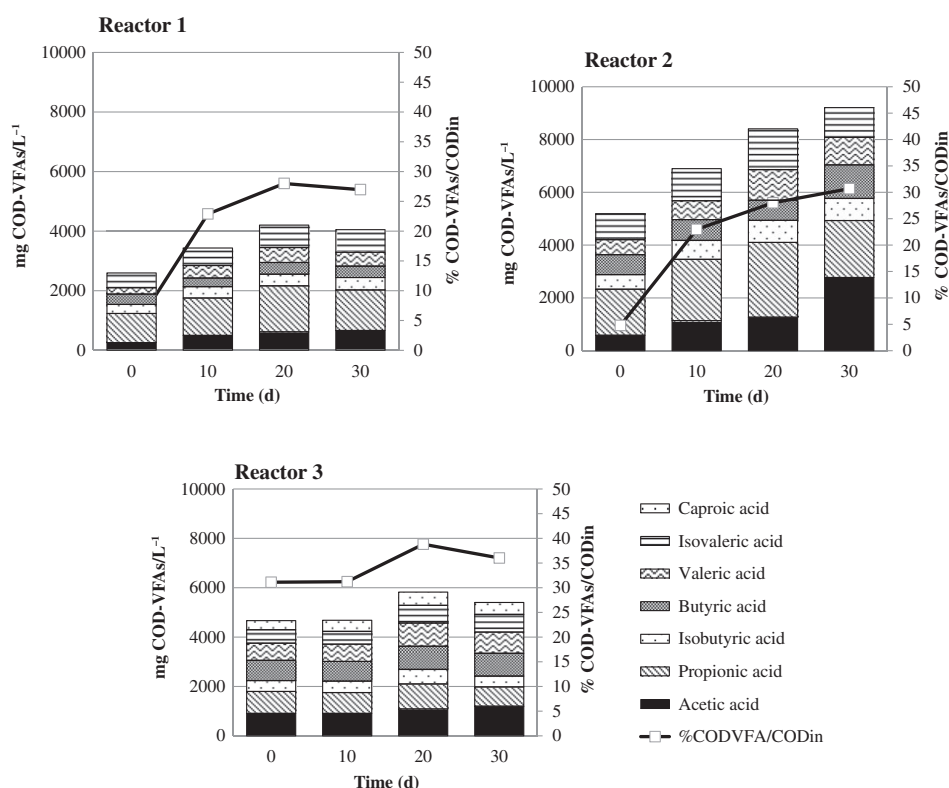 Reactor 1
10000
8000
6000
4000
2000
0
mg COD-VFAs/L⁻¹
50
45
40
35
30
25
20
15
10
5
0
% COD-VFAs/CODin
0 10 20 30
Time (d)
Reactor 2
10000
8000
6000
4000
2000
0
mg COD-VFAs/L⁻¹
50
45
40
35
30
25
20
15
10
5
0
% COD-VFAs/CODin
0 10 20 30
Time (d)
Reactor 3
10000
8000
6000
4000
2000
0
mg COD-VFAs/L⁻¹
50
45
40
35
30
25
20
15
10
5
0
% COD-VFAs/CODin
0 10 20 30
Time (d)
Caproic acid
Isovaleric acid
Valeric acid
Butyric acid
Isobutyric acid
Propionic acid
Acetic acid
%CODVFA/CODin